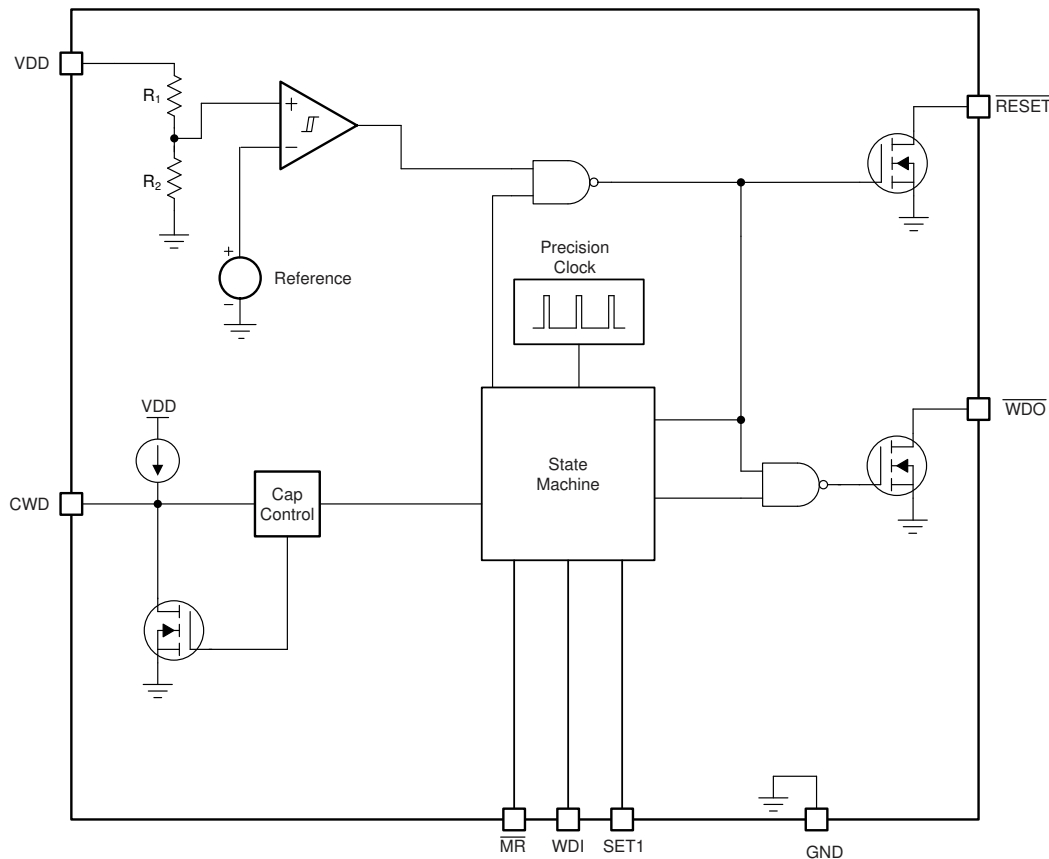 VDD
R1
R2
+
−
+
−
Reference
RESET
Precision
Clock
VDD
WDO
State
Machine
CWD
Cap
Control
MR
WDI
SET1
GND